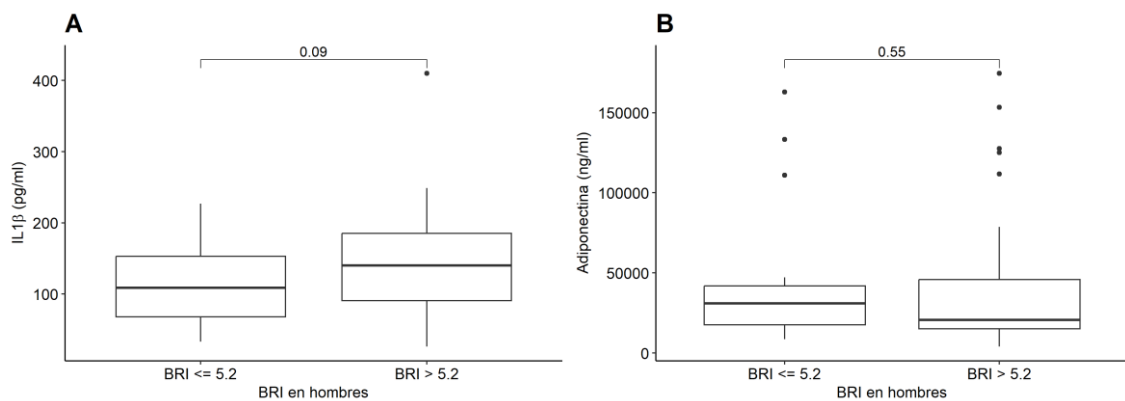 A
0.09
400
300
200
100
IL1β (pg/ml)
BRI <= 5.2
BRI > 5.2
BRI en hombres
B
0.55
150000
100000
50000
0
Adiponectina (ng/ml)
BRI <= 5.2
BRI > 5.2
BRI en hombres